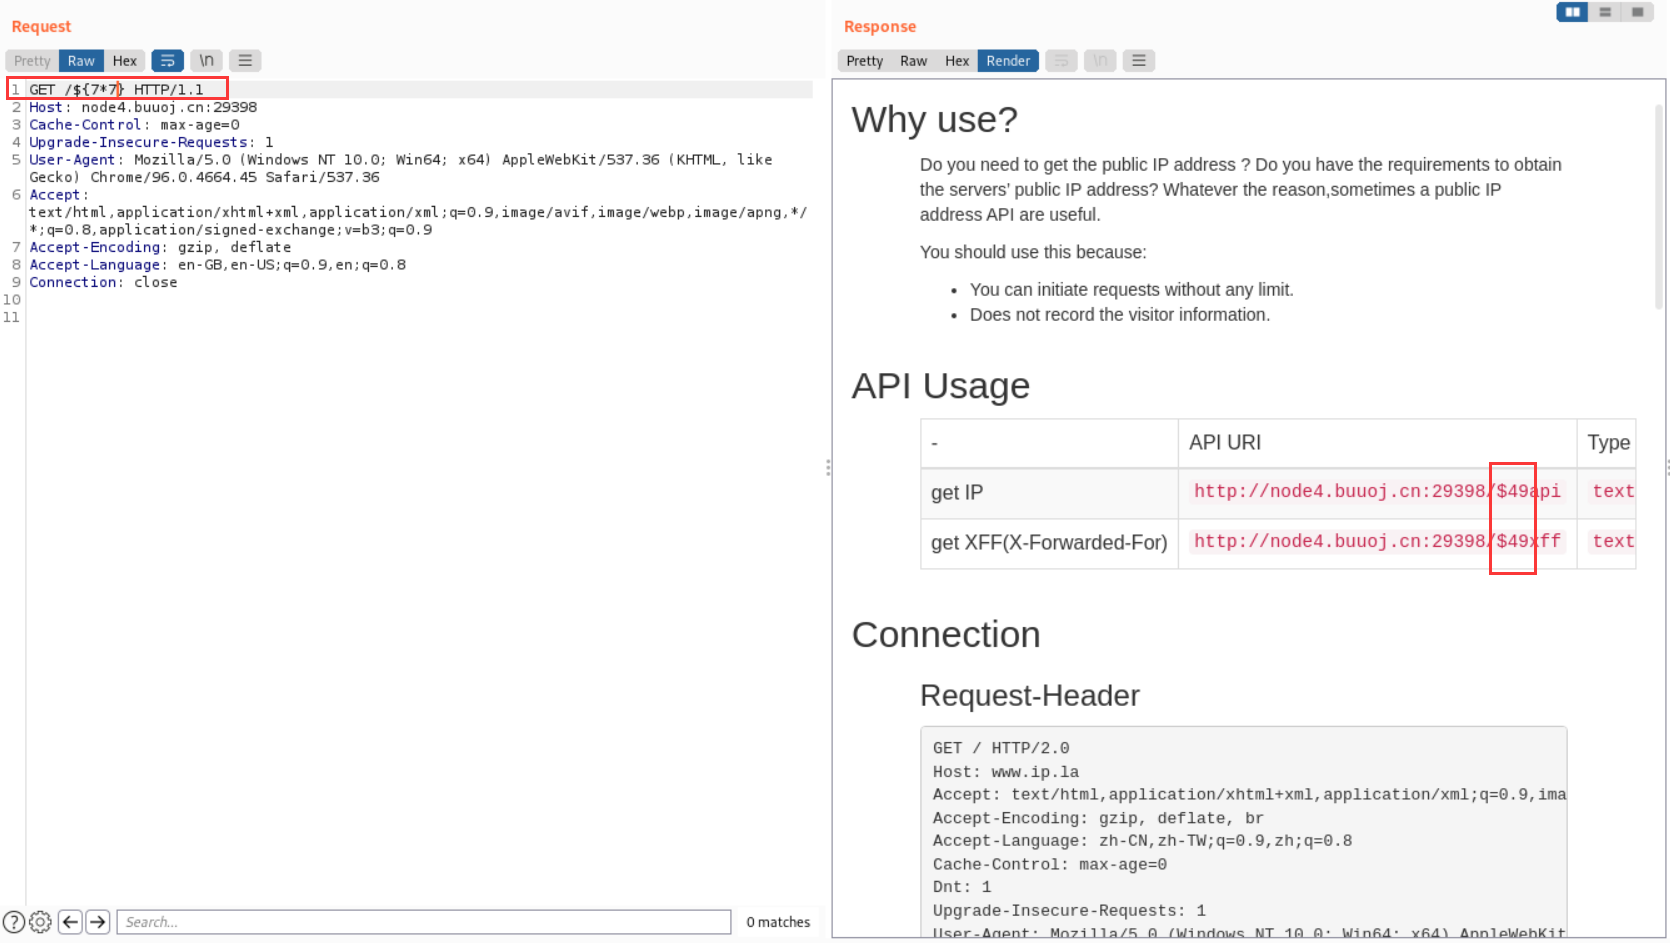 Request
Pretty Raw Hex \n
1 GET /${7*7} HTTP/1.1
2 Host: node4.buuoj.cn:29398
3 Cache-Control: max-age=0
4 Upgrade-Insecure-Requests: 1
5 User-Agent: Mozilla/5.0 (Windows NT 10.0; Win64; x64) AppleWebKit/537.36 (KHTML, like
Gecko) Chrome/96.0.4664.45 Safari/537.36
6 Accept:
text/html,application/xhtml+xml,application/xml;q=0.9,image/avif,image/webp,image/apng,*/
*;q=0.8,application/signed-exchange;v=b3;q=0.9
7 Accept-Encoding: gzip, deflate
8 Accept-Language: en-GB,en-US;q=0.9,en;q=0.8
9 Connection: close
10
11
?
Search...
0 matches
Response
Pretty Raw Hex Render \n
Why use?
Do you need to get the public IP address ? Do you have the requirements to obtain
the servers’ public IP address? Whatever the reason,sometimes a public IP
address API are useful.
You should use this because:
• You can initiate requests without any limit.
• Does not record the visitor information.
API Usage
- API URI Type
get IP http://node4.buuoj.cn:29398/$49api text
get XFF(X-Forwarded-For) http://node4.buuoj.cn:29398/$49xff text
Connection
Request-Header
GET / HTTP/2.0
Host: www.ip.la
Accept: text/html,application/xhtml+xml,application/xml;q=0.9,ima
Accept-Encoding: gzip, deflate, br
Accept-Language: zh-CN,zh-TW;q=0.9,zh;q=0.8
Cache-Control: max-age=0
Dnt: 1
Upgrade-Insecure-Requests: 1
User-Agent: Mozilla/5.0 (Windows NT 10.0; Win64; x64) AppleWebKit